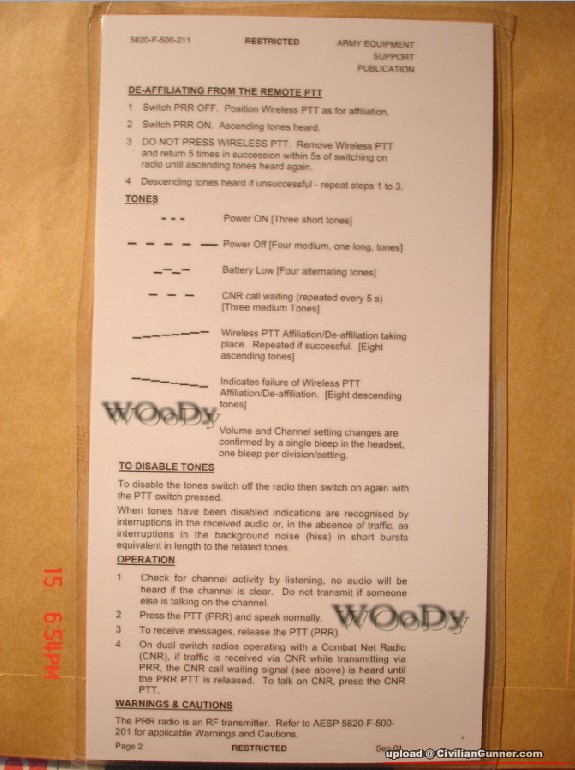 5820-F-500-211 RESTRICTED ARMY EQUIPMENT
SUPPORT
PUBLICATION
DE-AFFILIATING FROM THE REMOTE PTT
1 Switch PRR OFF. Position Wireless PTT as for affiliation.
2 Switch PRR ON. Ascending tones heard.
3 DO NOT PRESS WIRELESS PTT. Remove Wireless PTT
and return 5 times in succession within 5s of switching on
radio until ascending tones heard again.
4 Descending tones heard if unsuccessful - repeat steps 1 to 3.
TONES
Power ON [Three short tones]
Power Off [Four medium, one long, tones]
Battery Low [Four alternating tones]
CNR call waiting (repeated every 5 s)
[Three medium Tones]
Wireless PTT Affiliation/De-affiliation taking
place. Repeated if successful. [Eight
ascending tones]
Indicates failure of Wireless PTT
Affiliation/De-affiliation. [Eight descending
tones]
WOoDy
Volume and Channel setting changes are
confirmed by a single bleep in the headset,
one bleep per division/setting.
TO DISABLE TONES
To disable the tones switch off the radio then switch on again with
the PTT switch pressed.
When tones have been disabled indications are recognised by
interruptions in the received audio or, in the absence of traffic, as
interruptions in the background noise (hiss) in short bursts
equivalent in length to the related tones.
OPERATION
1 Check for channel activity by listening, no audio will be
heard if the channel is clear. Do not transmit if someone
else is talking on the channel.
2 Press the PTT (PRR) and speak normally.
WOoDy
3 To receive messages, release the PTT (PRR)
4 On dual switch radios operating with a Combat Net Radio
(CNR), if traffic is received via CNR while transmitting via
PRR, the CNR call waiting signal (see above) is heard until
the PRR PTT is released. To talk on CNR, press the CNR
PTT.
WARNINGS & CAUTIONS
The PRR radio is an RF transmitter. Refer to AESP 5820-F-500-
201 for applicable Warnings and Cautions.
Page 2 RESTRICTED
upload @ CivilianGunner.com
15 6:54PM